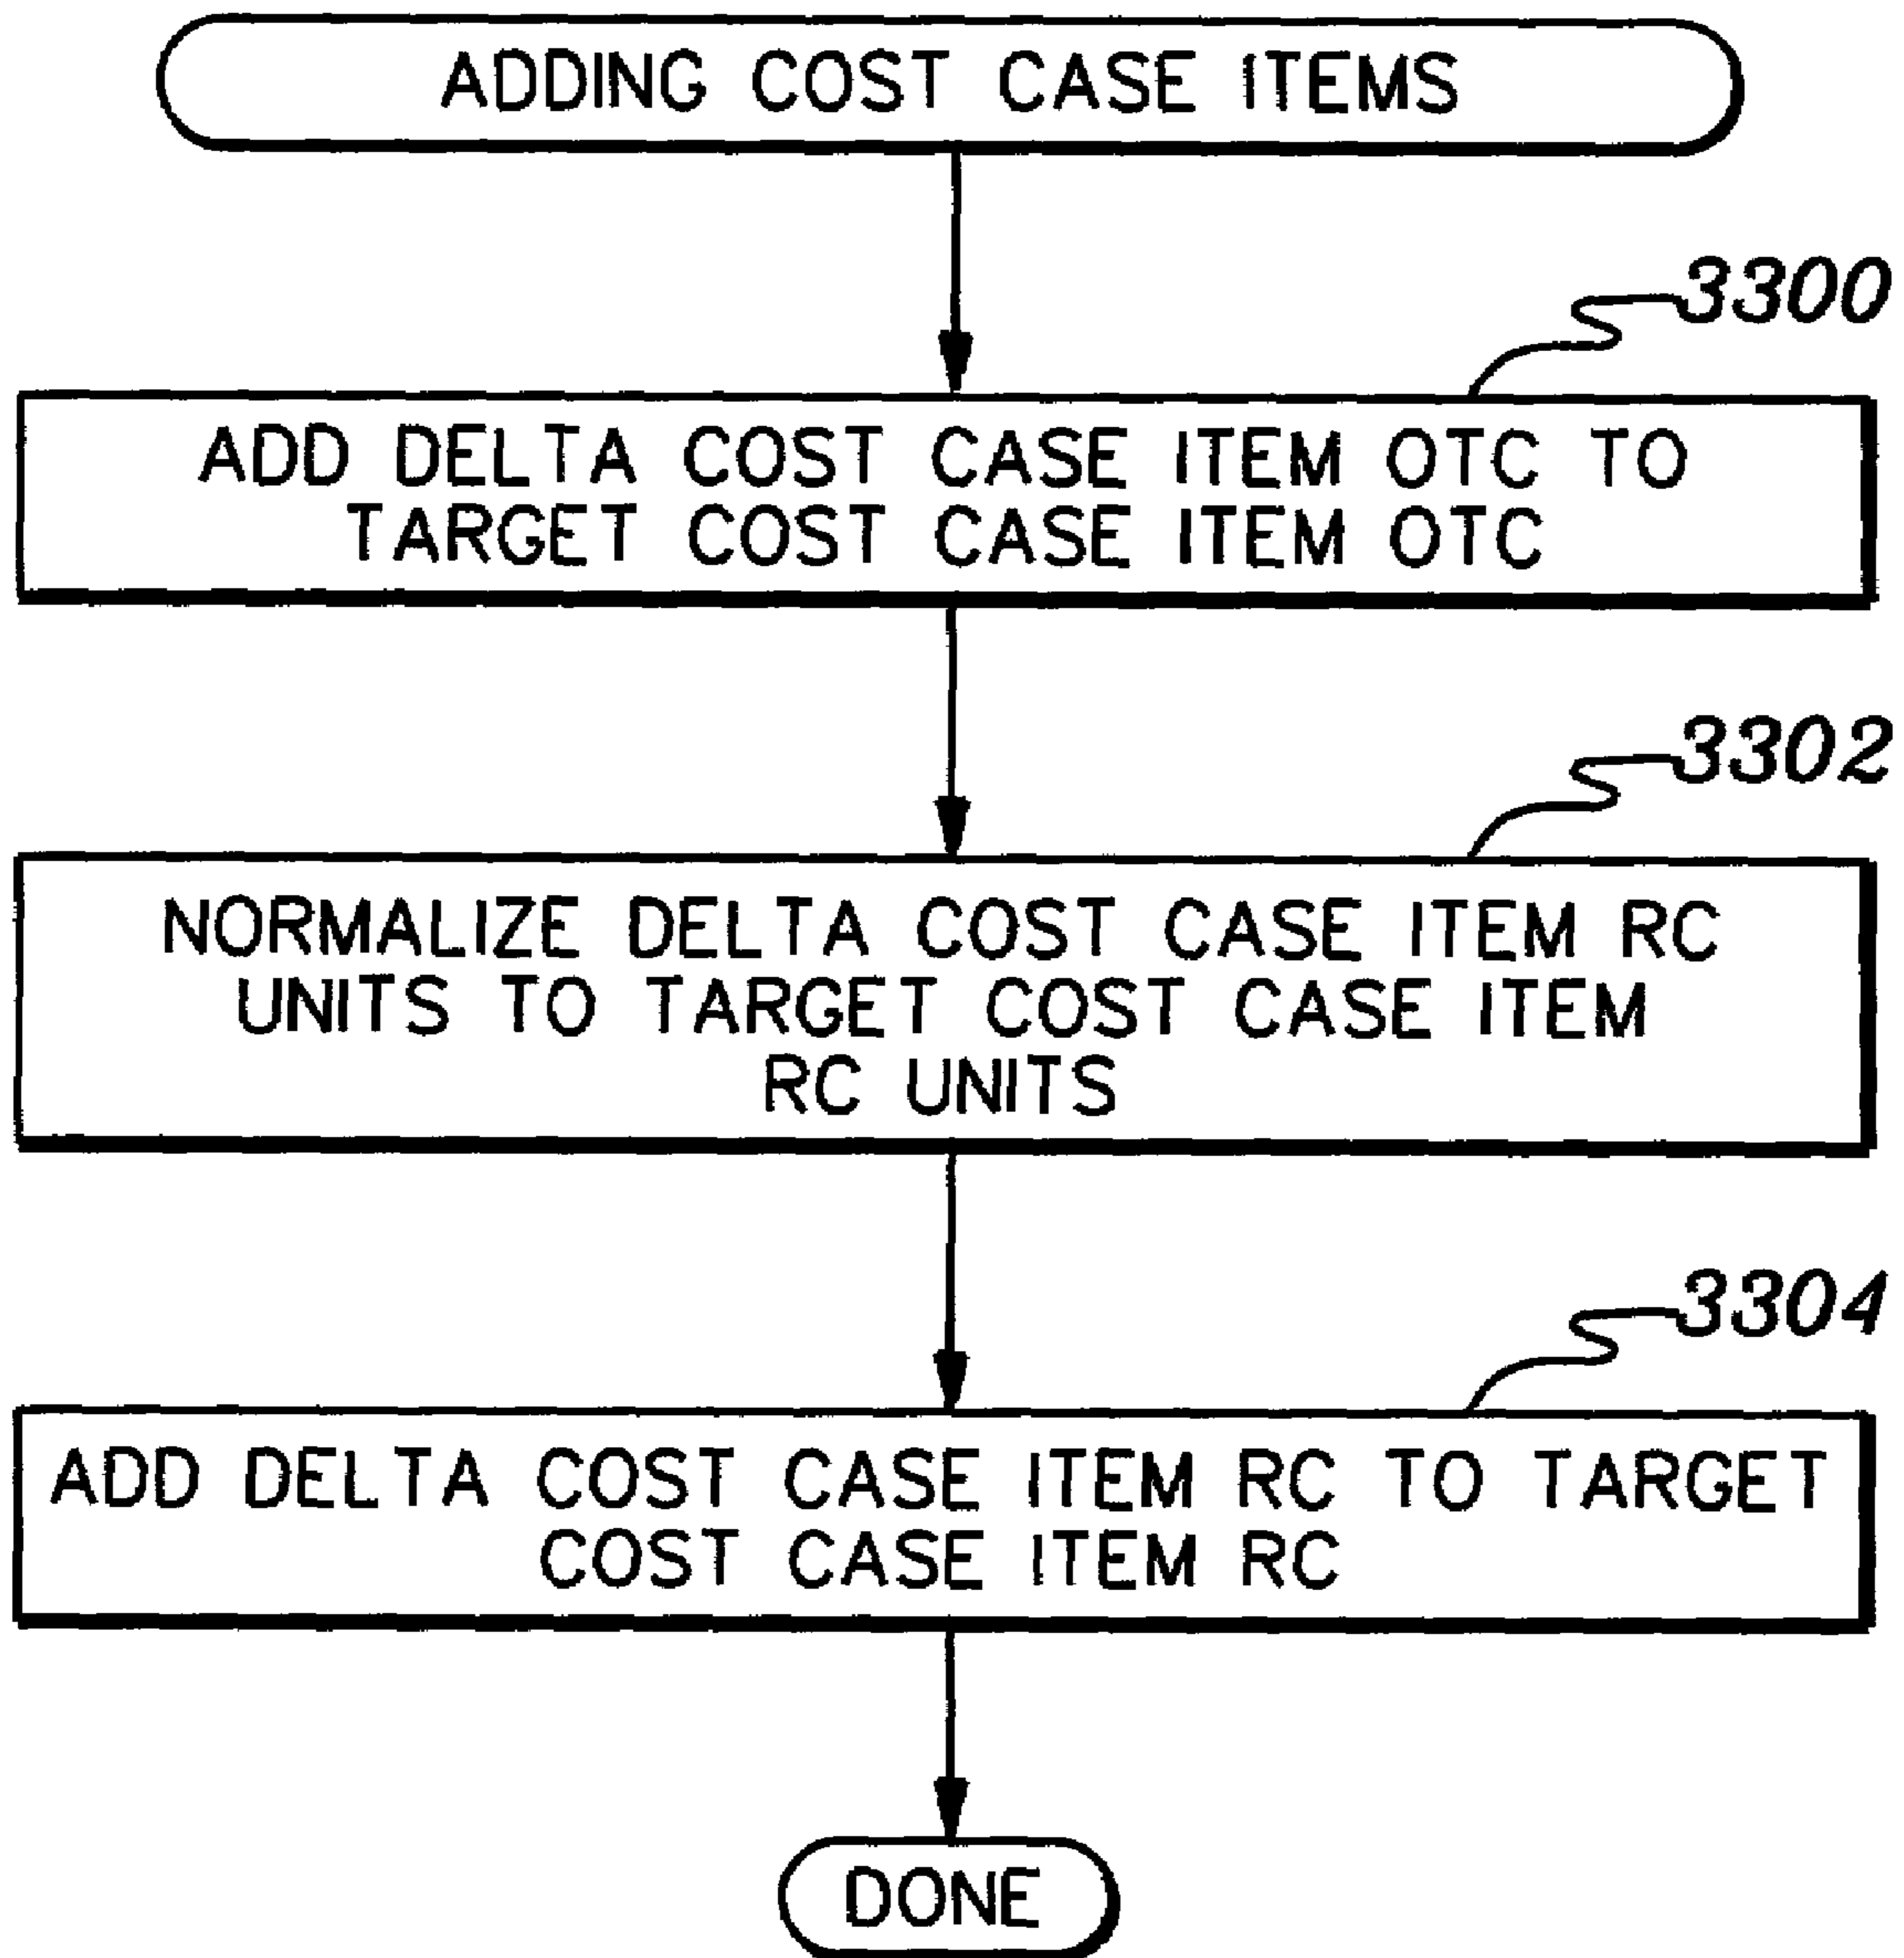 ADDING COST CASE ITEMS
3300
ADD DELTA COST CASE ITEM OTC TO
TARGET COST CASE ITEM OTC
3302
NORMALIZE DELTA COST CASE ITEM RC
UNITS TO TARGET COST CASE ITEM
RC UNITS
3304
ADD DELTA COST CASE ITEM RC TO TARGET
COST CASE ITEM RC
DONE